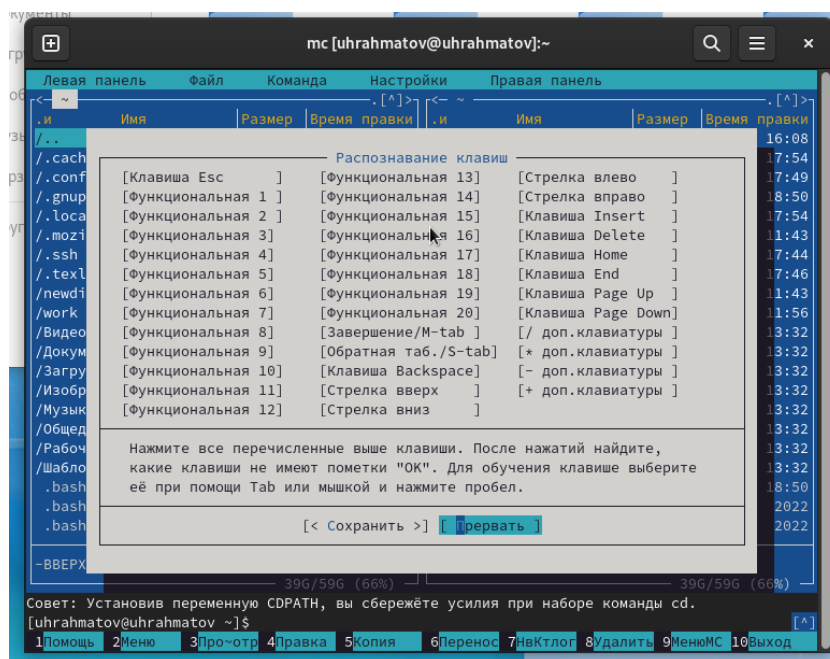 mc [uhrahmatov@uhrahmatov]:~
Левая панель Файл Команда Настройки Правая панель
<— ~ .[^]> <— ~ .[^]>
.и Имя Размер Время правки .и Имя Размер Время правки
/.. 16:08
/.cach 17:54
Распознавание клавиш
/.conf [Клавиша Esc ] [Функциональная 13] [Стрелка влево ] 17:49
/.gnup [Функциональная 1 ] [Функциональная 14] [Стрелка вправо ] 18:50
/.loca [Функциональная 2 ] [Функциональная 15] [Клавиша Insert ] 17:54
/.mozi [Функциональная 3] [Функциональная 16] [Клавиша Delete ] 11:43
/.ssh [Функциональная 4] [Функциональная 17] [Клавиша Home ] 17:44
/.texl [Функциональная 5] [Функциональная 18] [Клавиша End ] 17:46
/newdi [Функциональная 6] [Функциональная 19] [Клавиша Page Up ] 11:43
/work [Функциональная 7] [Функциональная 20] [Клавиша Page Down] 11:56
/Видео [Функциональная 8] [Завершение/M-tab ] [/ доп.клавиатуры ] 13:32
/Докум [Функциональная 9] [Обратная таб./S-tab] [* доп.клавиатуры ] 13:32
/Загру [Функциональная 10] [Клавиша Backspace] [- доп.клавиатуры ] 13:32
/Изобр [Функциональная 11] [Стрелка вверх ] [+ доп.клавиатуры ] 13:32
/Музык [Функциональная 12] [Стрелка вниз ] 13:32
/Общед 13:32
/Рабоч Нажмите все перечисленные выше клавиши. После нажатий найдите, 13:32
/Шабло какие клавиши не имеют пометки "OK". Для обучения клавише выберите 13:32
.bash её при помощи Tab или мышкой и нажмите пробел. 18:50
.bash 2022
.bash [< Сохранить >] [ Прервать ] 2022
-ВВЕРХ
39G/59G (66%) 39G/59G (66%)
Совет: Установив переменную CDPATH, вы сбережёте усилия при наборе команды cd.
[uhrahmatov@uhrahmatov ~]$ [^]
1Помощь 2Меню 3Про~отр 4Правка 5Копия 6Перенос 7НвКтлог 8Удалить 9МенюMC 10Выход